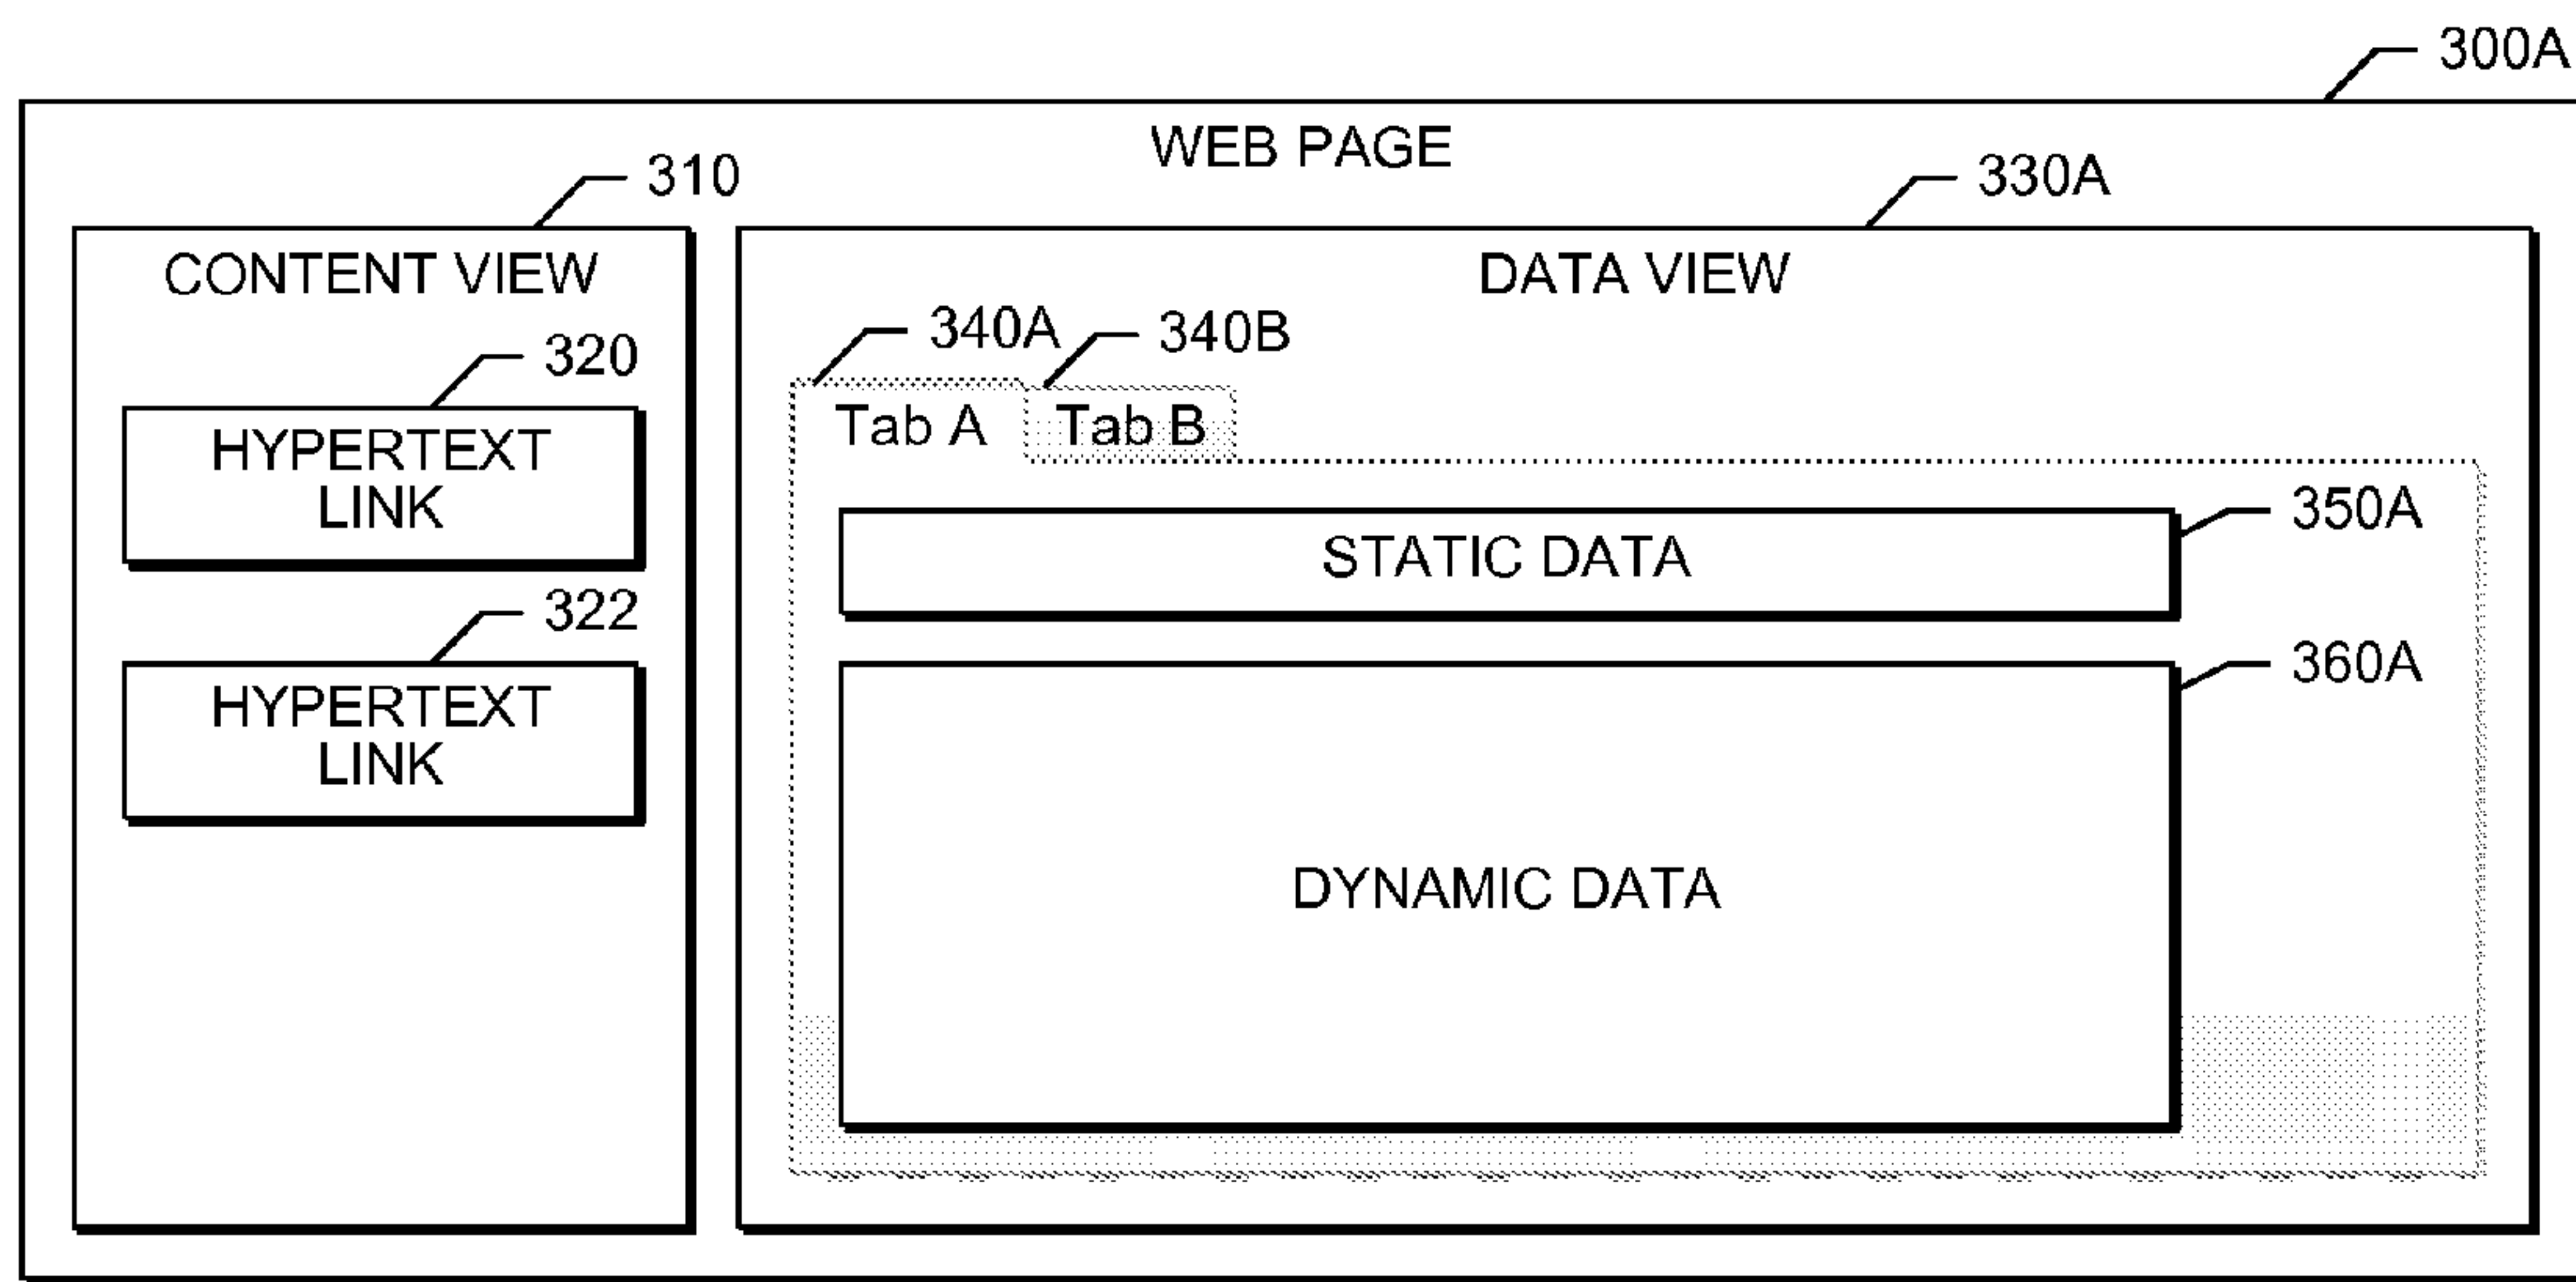 300A
WEB PAGE
310
330A
CONTENT VIEW
DATA VIEW
320
HYPERTEXT
LINK
322
HYPERTEXT
LINK
340A
340B
Tab A
Tab B
350A
STATIC DATA
360A
DYNAMIC DATA